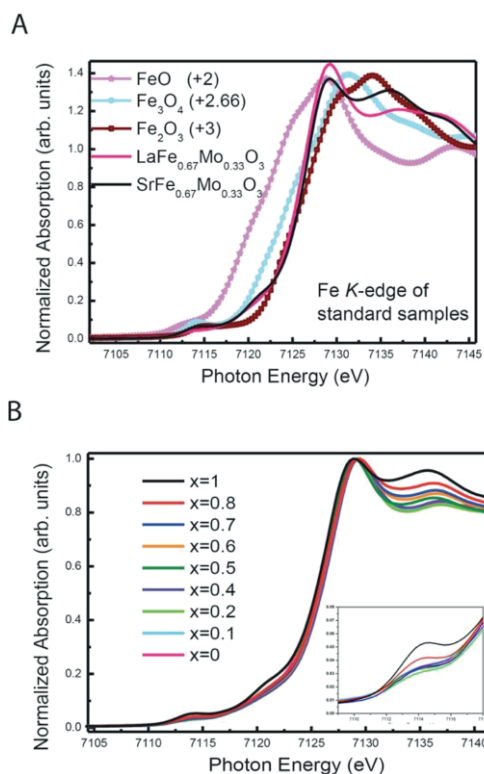 A
FeO (+2)
Fe₃O₄ (+2.66)
Fe₂O₃ (+3)
LaFe₀.₆₇Mo₀.₃₃O₃
SrFe₀.₆₇Mo₀.₃₃O₃
Fe K-edge of
standard samples
Normalized Absorption (arb. units)
1.4
1.2
1.0
0.8
0.6
0.4
0.2
0.0
7105 7110 7115 7120 7125 7130 7135 7140 7145
Photon Energy (eV)
B
x=1
x=0.8
x=0.7
x=0.6
x=0.5
x=0.4
x=0.2
x=0.1
x=0
Normalized Absorption (arb. units)
1.0
0.8
0.6
0.4
0.2
0.0
7105 7110 7115 7120 7125 7130 7135 7140
Photon Energy (eV)